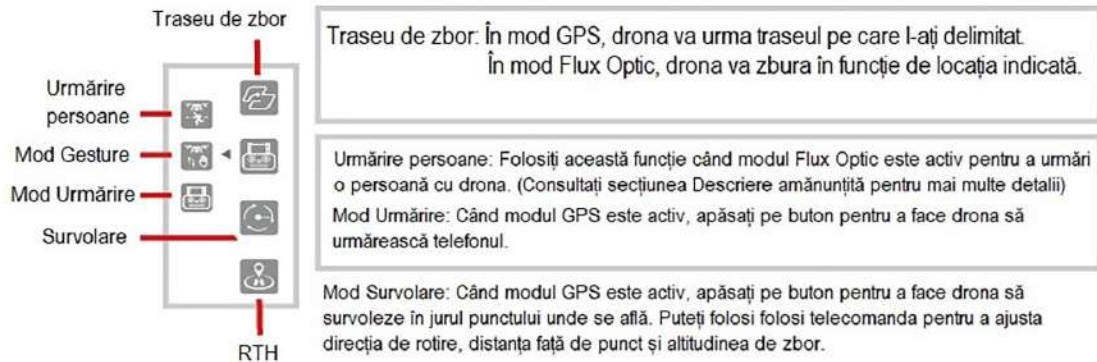 Traseu de zbor
Urmărire
persoane
Mod Gesture
Mod Urmărire
Survolare
RTH
Traseu de zbor: În mod GPS, drona va urma traseul pe care l-ați delimitat.
În mod Flux Optic, drona va zbura în funcție de locația indicată.
Urmărire persoane: Folosiți această funcție când modul Flux Optic este activ pentru a urmări
o persoană cu drona. (Consultați secțiunea Descriere amănunțită pentru mai multe detalii)
Mod Urmărire: Când modul GPS este activ, apăsați pe buton pentru a face drona să
urmărească telefonul.
Mod Survolare: Când modul GPS este activ, apăsați pe buton pentru a face drona să
survoleze în jurul punctului unde se află. Puteți folosi folosi telecomanda pentru a ajusta
direcția de rotire, distanța față de punct și altitudinea de zbor.